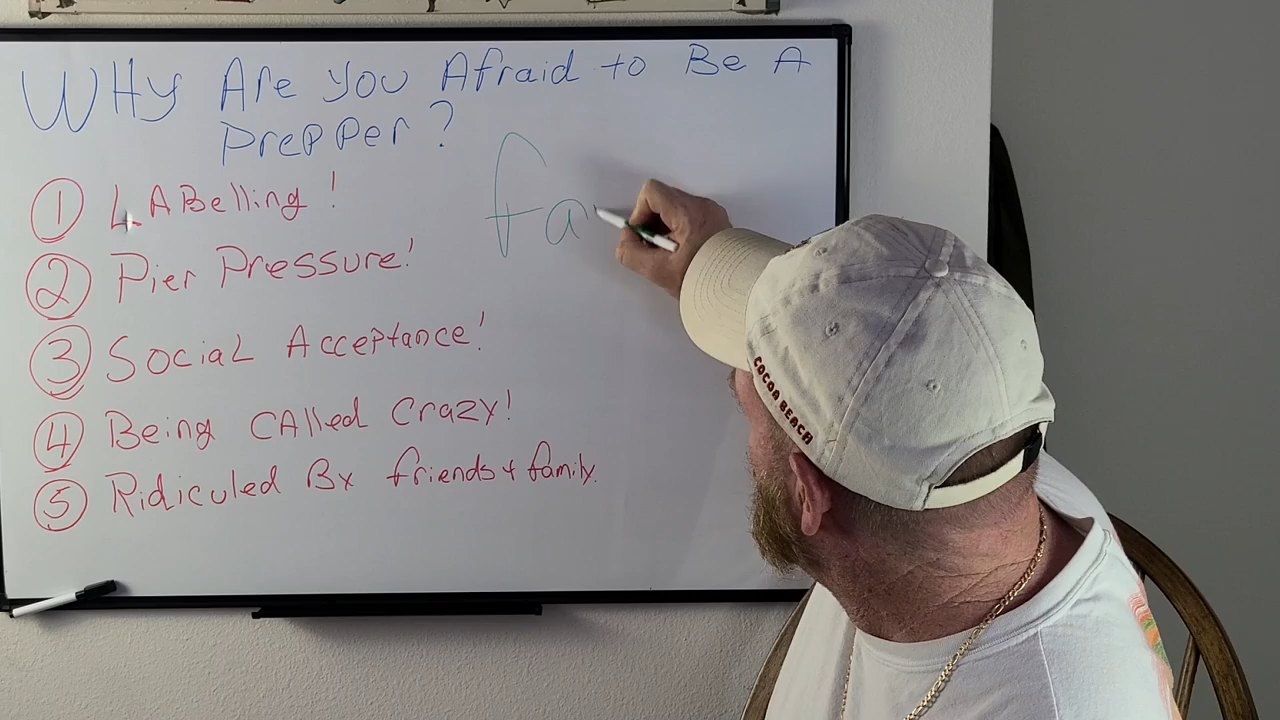 WHY Are You Afraid to Be A
PrePPer?
1 LABelling!
2 Pier Pressure!
3 Social Acceptance!
4 Being CAlled Crazy!
5 Ridiculed By friends + family.
fa
COCOA BEACH